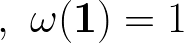 , ω(𝟏) = 1